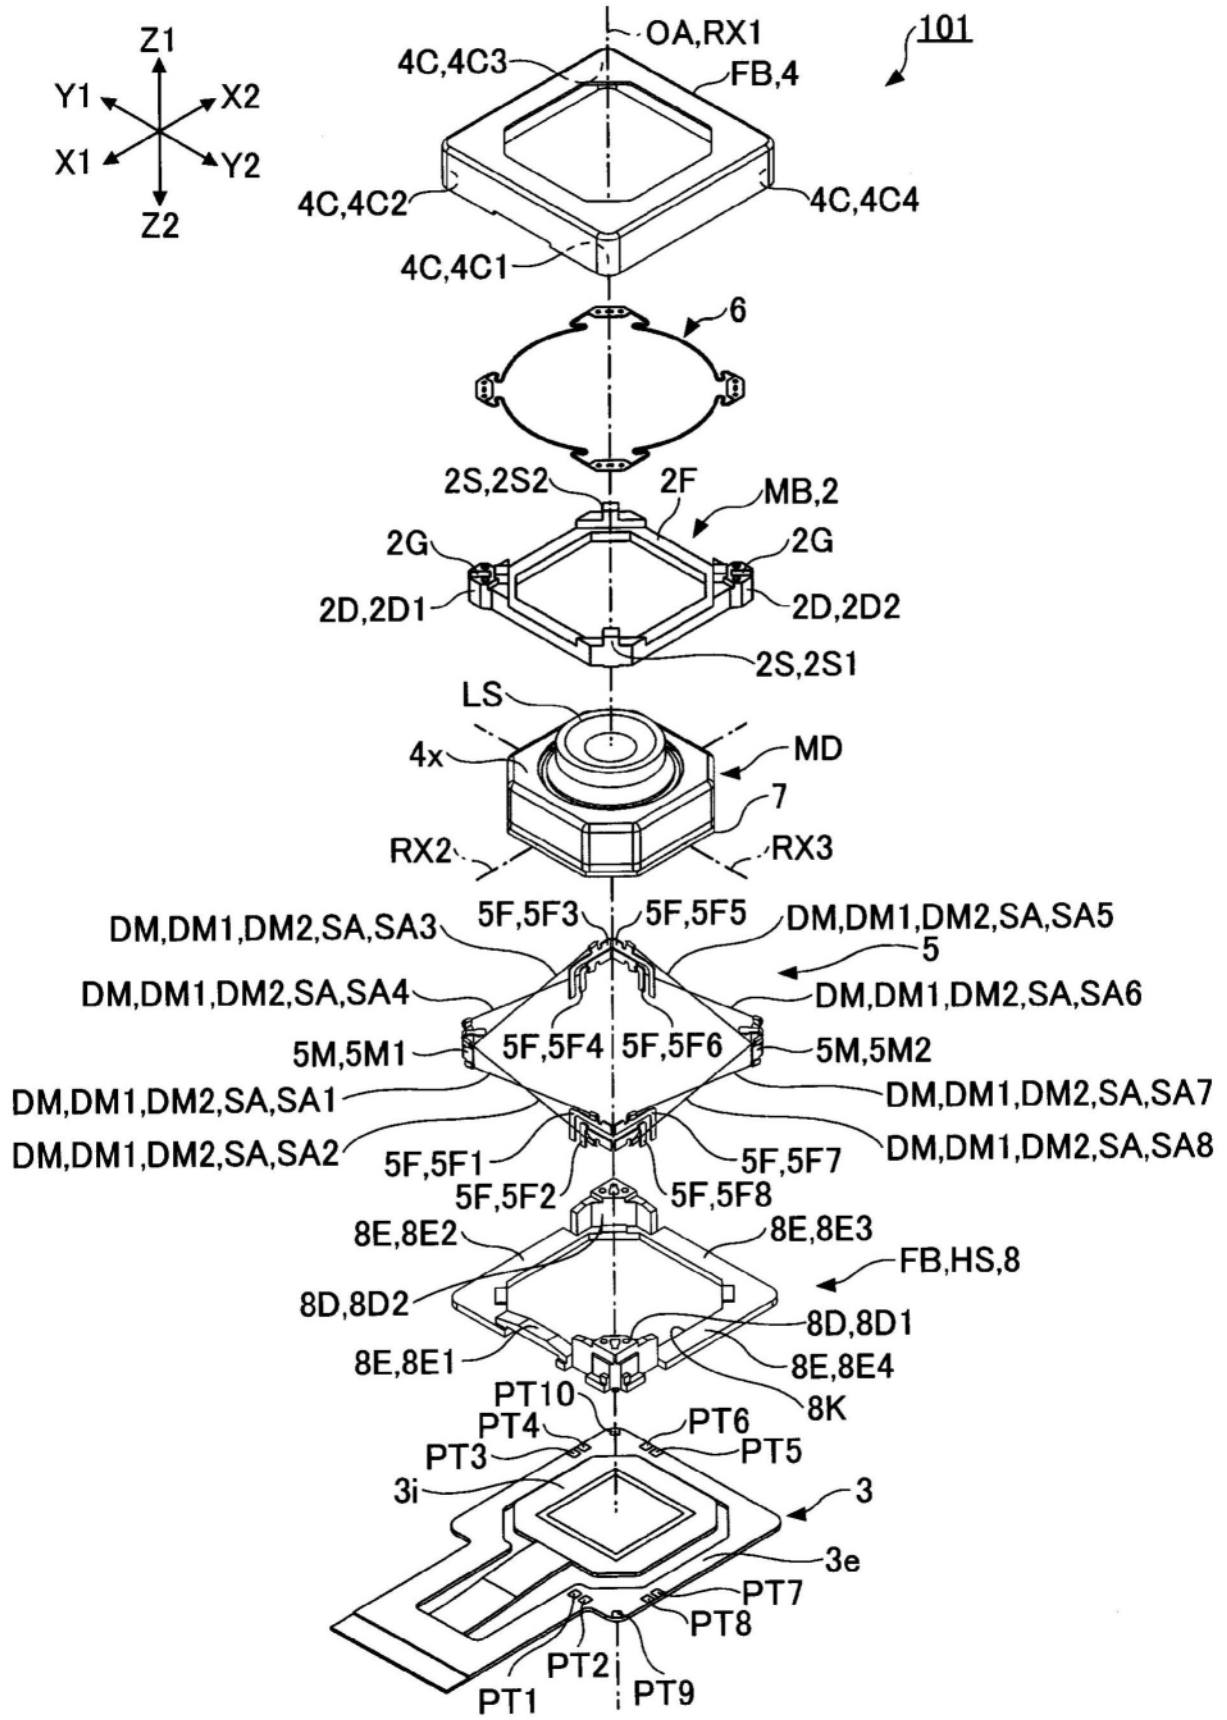 OA,RX1
101
Z1
4C,4C3
FB,4
Y1
X2
X1
Y2
Z2
4C,4C2
4C,4C4
4C,4C1
6
2S,2S2
2F
MB,2
2G
2G
2D,2D1
2D,2D2
2S,2S1
LS
4x
MD
7
RX2
RX3
5F,5F3
5F,5F5
DM,DM1,DM2,SA,SA3
DM,DM1,DM2,SA,SA5
5
DM,DM1,DM2,SA,SA4
DM,DM1,DM2,SA,SA6
5F,5F4
5F,5F6
5M,5M1
5M,5M2
DM,DM1,DM2,SA,SA1
DM,DM1,DM2,SA,SA7
DM,DM1,DM2,SA,SA2
DM,DM1,DM2,SA,SA8
5F,5F1
5F,5F7
5F,5F2
5F,5F8
8E,8E2
8E,8E3
FB,HS,8
8D,8D2
8D,8D1
8E,8E1
8E,8E4
8K
PT10
PT4
PT6
PT3
PT5
3i
3
3e
PT7
PT8
PT2
PT1
PT9